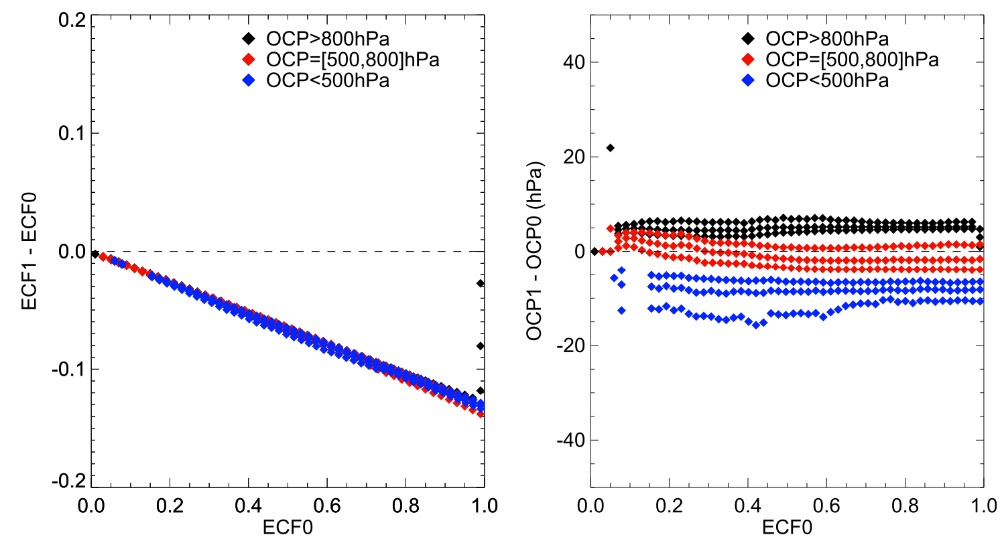 0.2
0.1
0.0
-0.1
-0.2
ECF1 - ECF0
OCP>800hPa
OCP=[500,800]hPa
OCP<500hPa
0.0 0.2 0.4 0.6 0.8 1.0
ECF0
40
20
0
-20
-40
OCP1 - OCP0 (hPa)
OCP>800hPa
OCP=[500,800]hPa
OCP<500hPa
0.0 0.2 0.4 0.6 0.8 1.0
ECF0